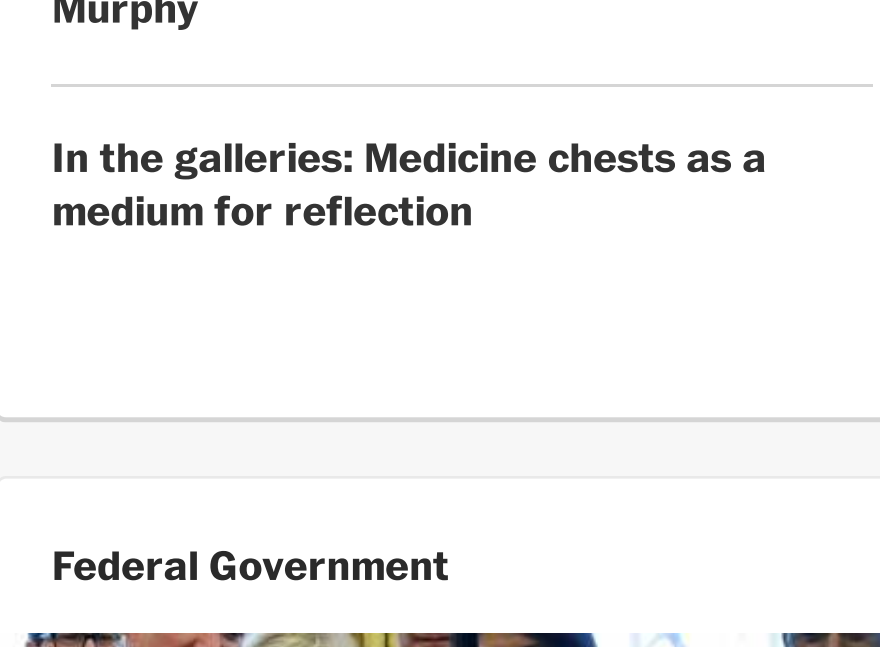 Murphy
In the galleries: Medicine chests as a
medium for reflection
Federal Government